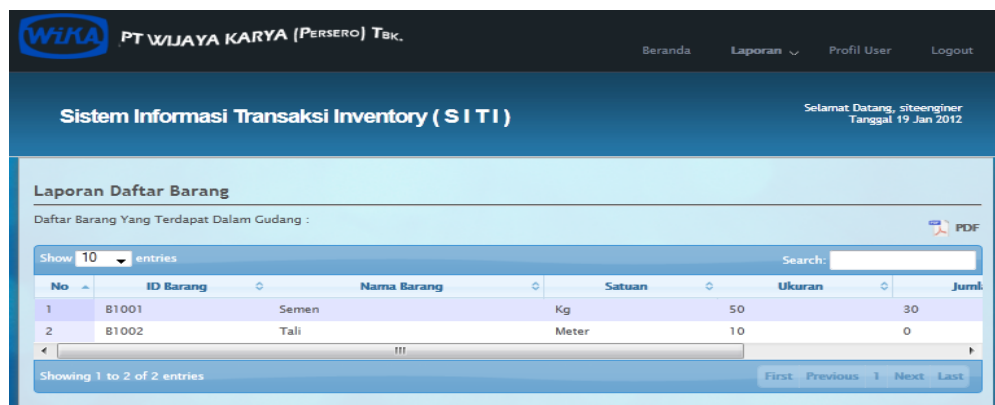 WiKA PT WIJAYA KARYA (PERSERO) TBK.
Beranda Laporan Profil User Logout
Sistem Informasi Transaksi Inventory ( S I T I )
Selamat Datang, siteenginer
Tanggal 19 Jan 2012
Laporan Daftar Barang
Daftar Barang Yang Terdapat Dalam Gudang :
PDF
Show 10 entries Search:
No ID Barang Nama Barang Satuan Ukuran Jumla
1 B1001 Semen Kg 50 30
2 B1002 Tali Meter 10 0
Showing 1 to 2 of 2 entries First Previous 1 Next Last